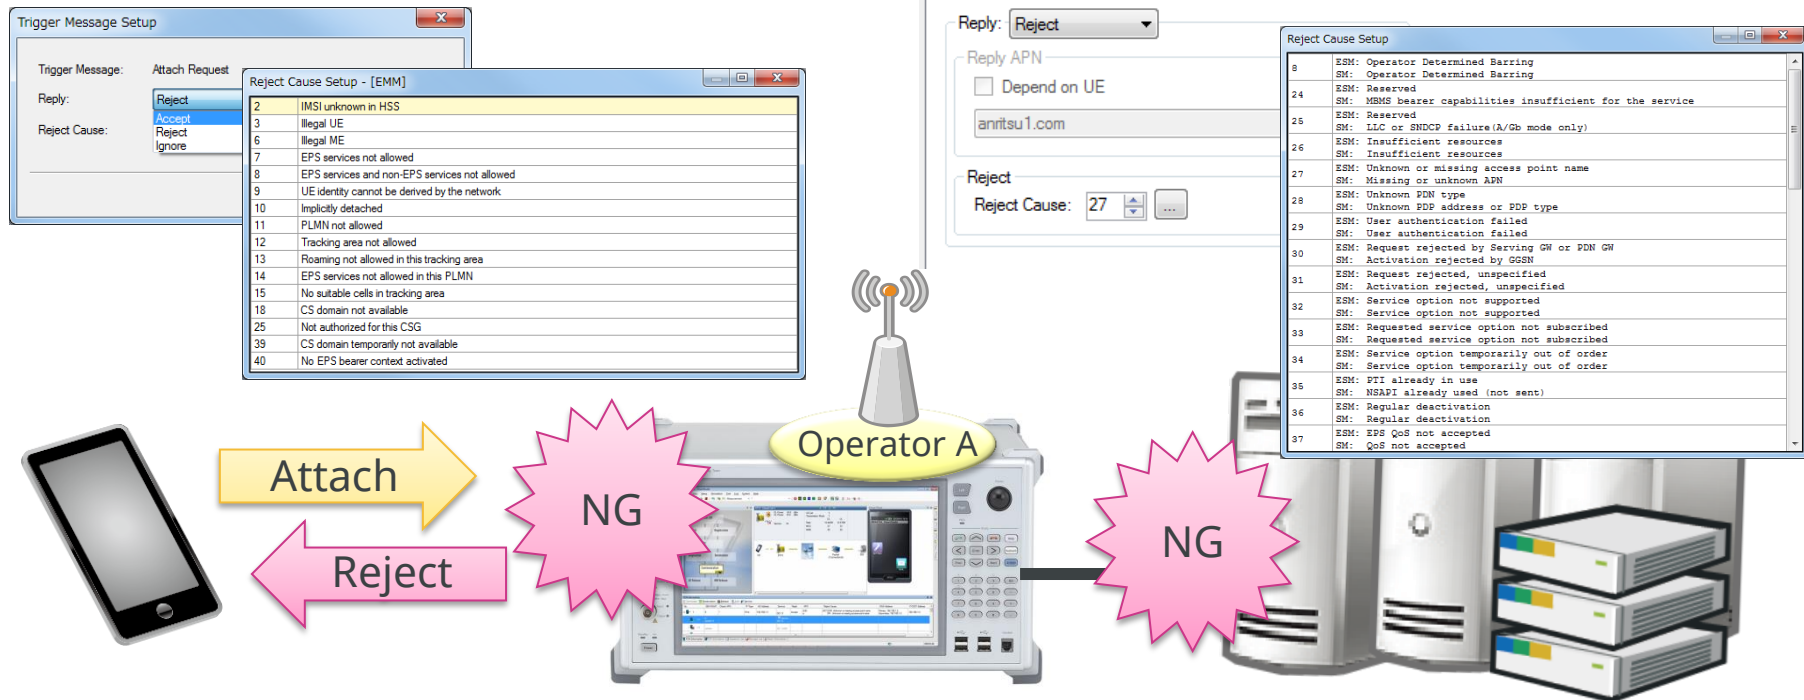 Trigger Message Setup
Trigger Message: Attach Request
Reply: Reject
Accept
Reject
Ignore
Reject Cause:
Reject Cause Setup - [EMM]
2 IMSI unknown in HSS
3 Illegal UE
6 Illegal ME
7 EPS services not allowed
8 EPS services and non-EPS services not allowed
9 UE identity cannot be derived by the network
10 Implicitly detached
11 PLMN not allowed
12 Tracking area not allowed
13 Roaming not allowed in this tracking area
14 EPS services not allowed in this PLMN
15 No suitable cells in tracking area
18 CS domain not available
25 Not authorized for this CSG
39 CS domain temporarily not available
40 No EPS bearer context activated
Reply: Reject
Reply APN
Depend on UE
anritsu1.com
Reject
Reject Cause: 27 ...
Reject Cause Setup
8 ESM: Operator Determined Barring
SM: Operator Determined Barring
24 ESM: Reserved
SM: MBMS bearer capabilities insufficient for the service
25 ESM: Reserved
SM: LLC or SNDCP failure(A/Gb mode only)
26 ESM: Insufficient resources
SM: Insufficient resources
27 ESM: Unknown or missing access point name
SM: Missing or unknown APN
28 ESM: Unknown PDN type
SM: Unknown PDP address or PDP type
29 ESM: User authentication failed
SM: User authentication failed
30 ESM: Request rejected by Serving GW or PDN GW
SM: Activation rejected by GGSN
31 ESM: Request rejected, unspecified
SM: Activation rejected, unspecified
32 ESM: Service option not supported
SM: Service option not supported
33 ESM: Requested service option not subscribed
SM: Requested service option not subscribed
34 ESM: Service option temporarily out of order
SM: Service option temporarily out of order
35 ESM: PTI already in use
SM: NSAPI already used (not sent)
36 ESM: Regular deactivation
SM: Regular deactivation
37 ESM: EPS QoS not accepted
SM: QoS not accepted
Operator A
Attach
Reject
NG
NG